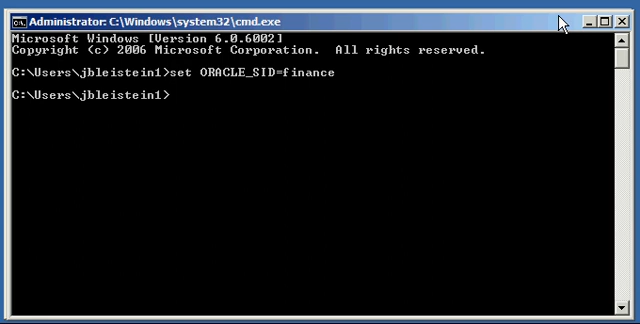 Administrator: C:\Windows\system32\cmd.exe
Microsoft Windows [Version 6.0.6002]
Copyright (c) 2006 Microsoft Corporation.  All rights reserved.
C:\Users\jbleistein1>set ORACLE_SID=finance
C:\Users\jbleistein1>